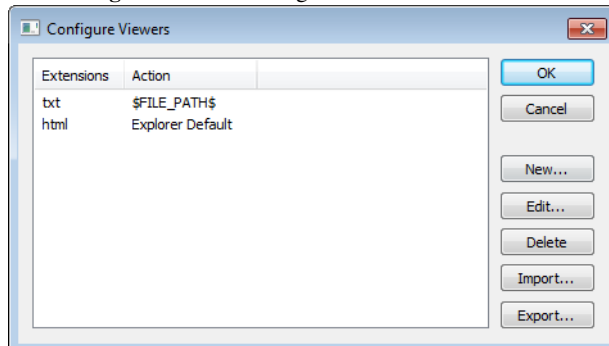 Configure Viewers
Extensions Action
txt $FILE_PATH$
html Explorer Default
OK
Cancel
New...
Edit...
Delete
Import...
Export...